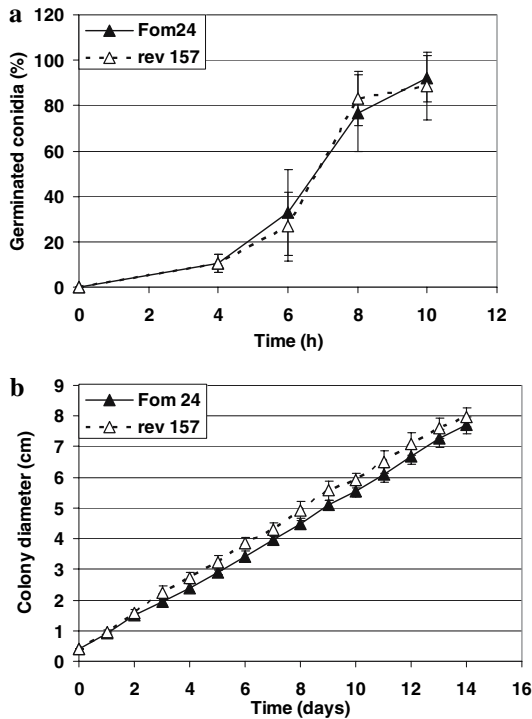 a
120
100
80
60
40
20
0
Fom24
rev 157
Germinated conidia (%)
0 2 4 6 8 10 12
Time (h)
b
9
8
7
6
5
4
3
2
1
0
Fom 24
rev 157
Colony diameter (cm)
0 2 4 6 8 10 12 14 16
Time (days)